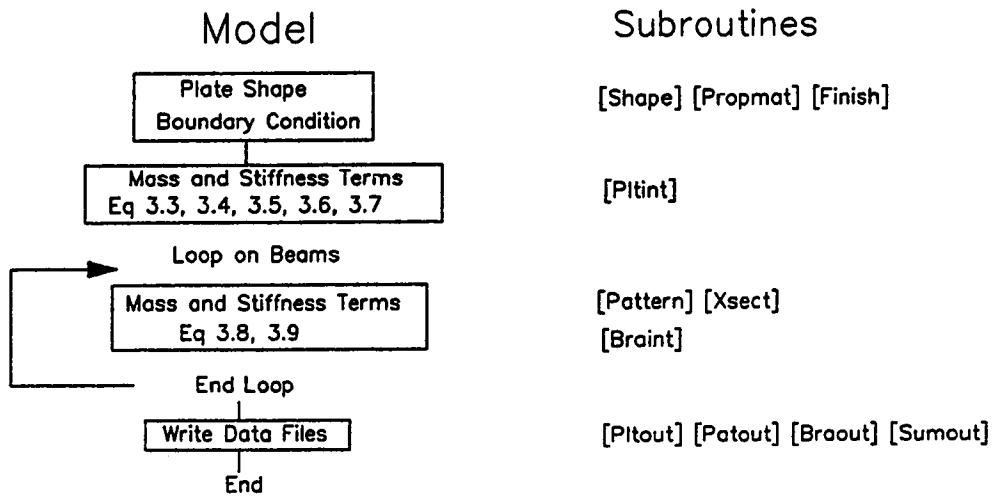 Model
Subroutines
Plate Shape
Boundary Condition
[Shape] [Propmat] [Finish]
Mass and Stiffness Terms
Eq 3.3, 3.4, 3.5, 3.6, 3.7
[Pltint]
Loop on Beams
Mass and Stiffness Terms
Eq 3.8, 3.9
[Pattern] [Xsect]
[Braint]
End Loop
Write Data Files
[Pltout] [Patout] [Braout] [Sumout]
End